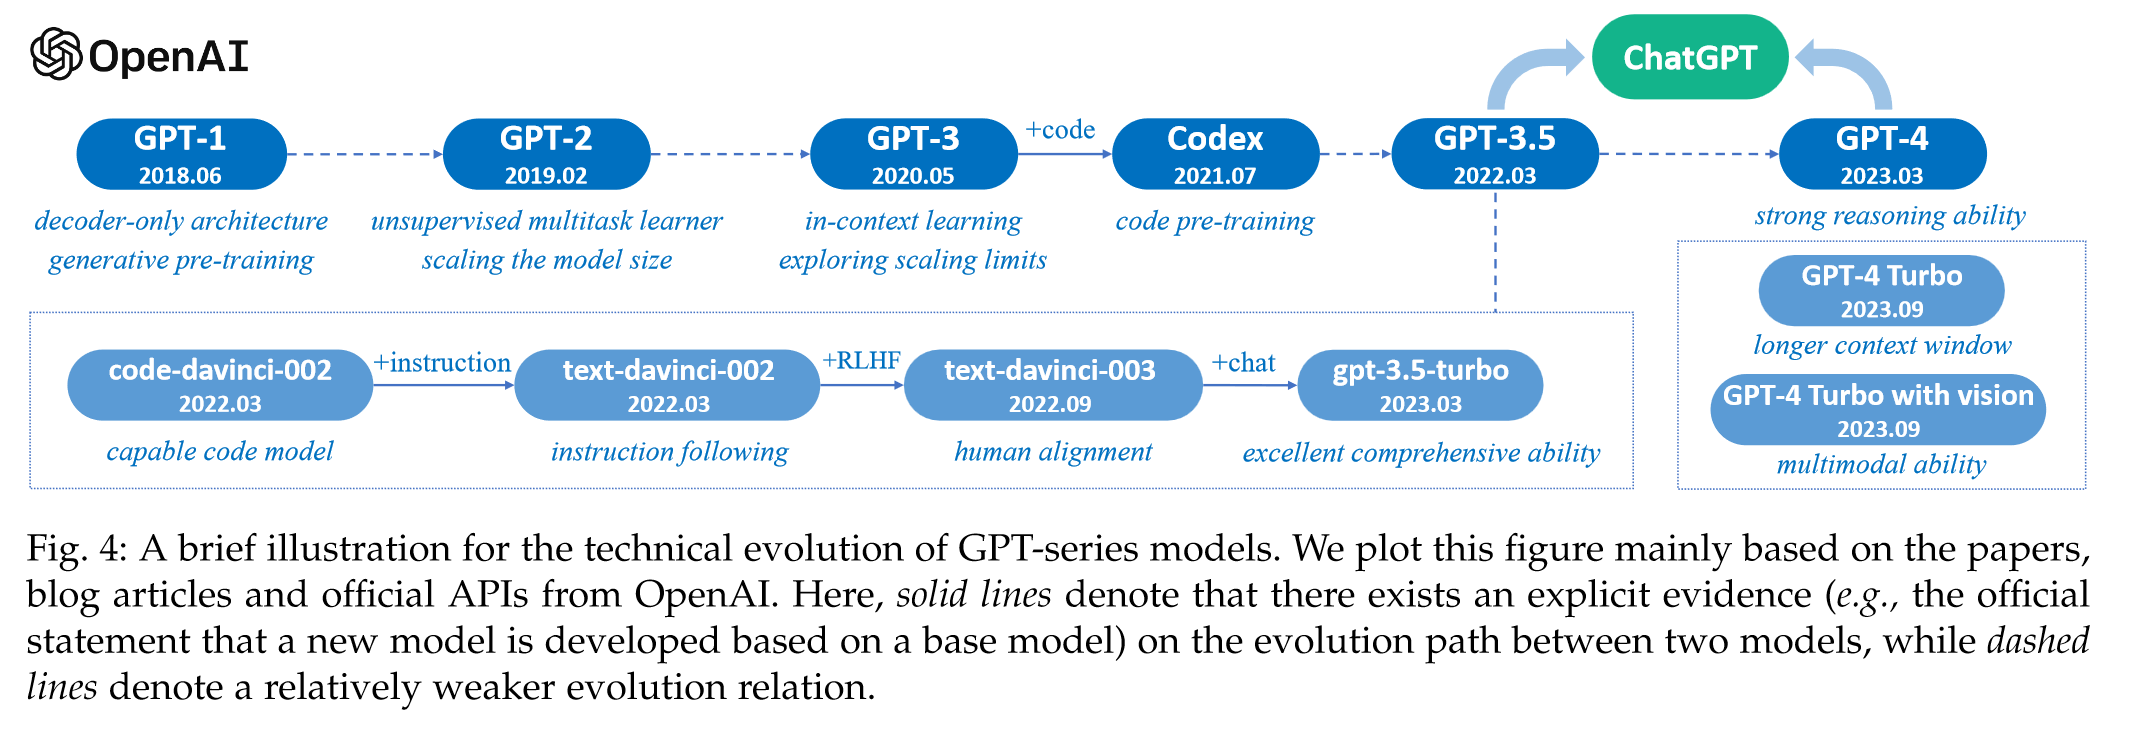 OpenAI
ChatGPT
GPT-1
2018.06
GPT-2
2019.02
GPT-3
2020.05
+code
Codex
2021.07
GPT-3.5
2022.03
GPT-4
2023.03
decoder-only architecture
generative pre-training
unsupervised multitask learner
scaling the model size
in-context learning
exploring scaling limits
code pre-training
strong reasoning ability
GPT-4 Turbo
2023.09
longer context window
GPT-4 Turbo with vision
2023.09
multimodal ability
code-davinci-002
2022.03
+instruction
text-davinci-002
2022.03
+RLHF
text-davinci-003
2022.09
+chat
gpt-3.5-turbo
2023.03
capable code model
instruction following
human alignment
excellent comprehensive ability
Fig. 4: A brief illustration for the technical evolution of GPT-series models. We plot this figure mainly based on the papers,
blog articles and official APIs from OpenAI. Here, solid lines denote that there exists an explicit evidence (e.g., the official
statement that a new model is developed based on a base model) on the evolution path between two models, while dashed
lines denote a relatively weaker evolution relation.